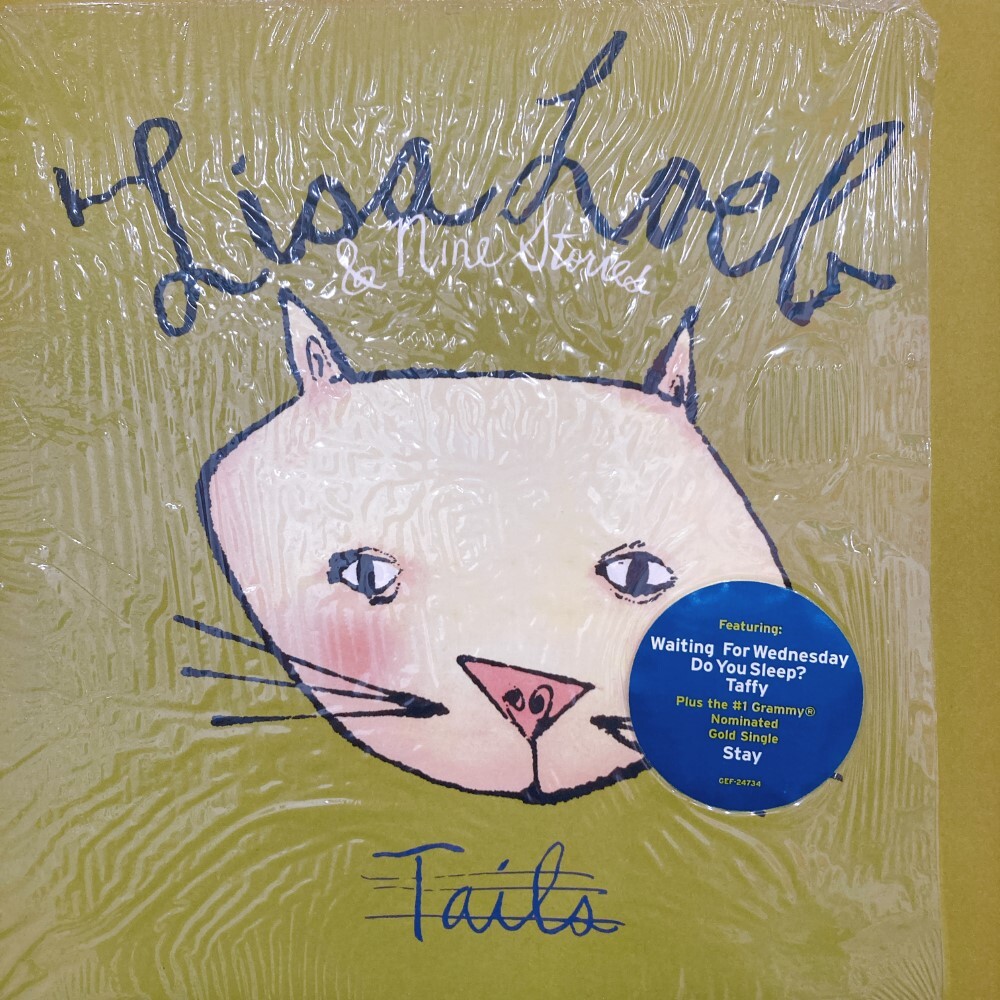 Lisa Loeb
& Nine Stories
Featuring:
Waiting For Wednesday
Do You Sleep?
Taffy
Plus the #1 Grammy®
Nominated
Gold Single
Stay
GEF-24734
Tails